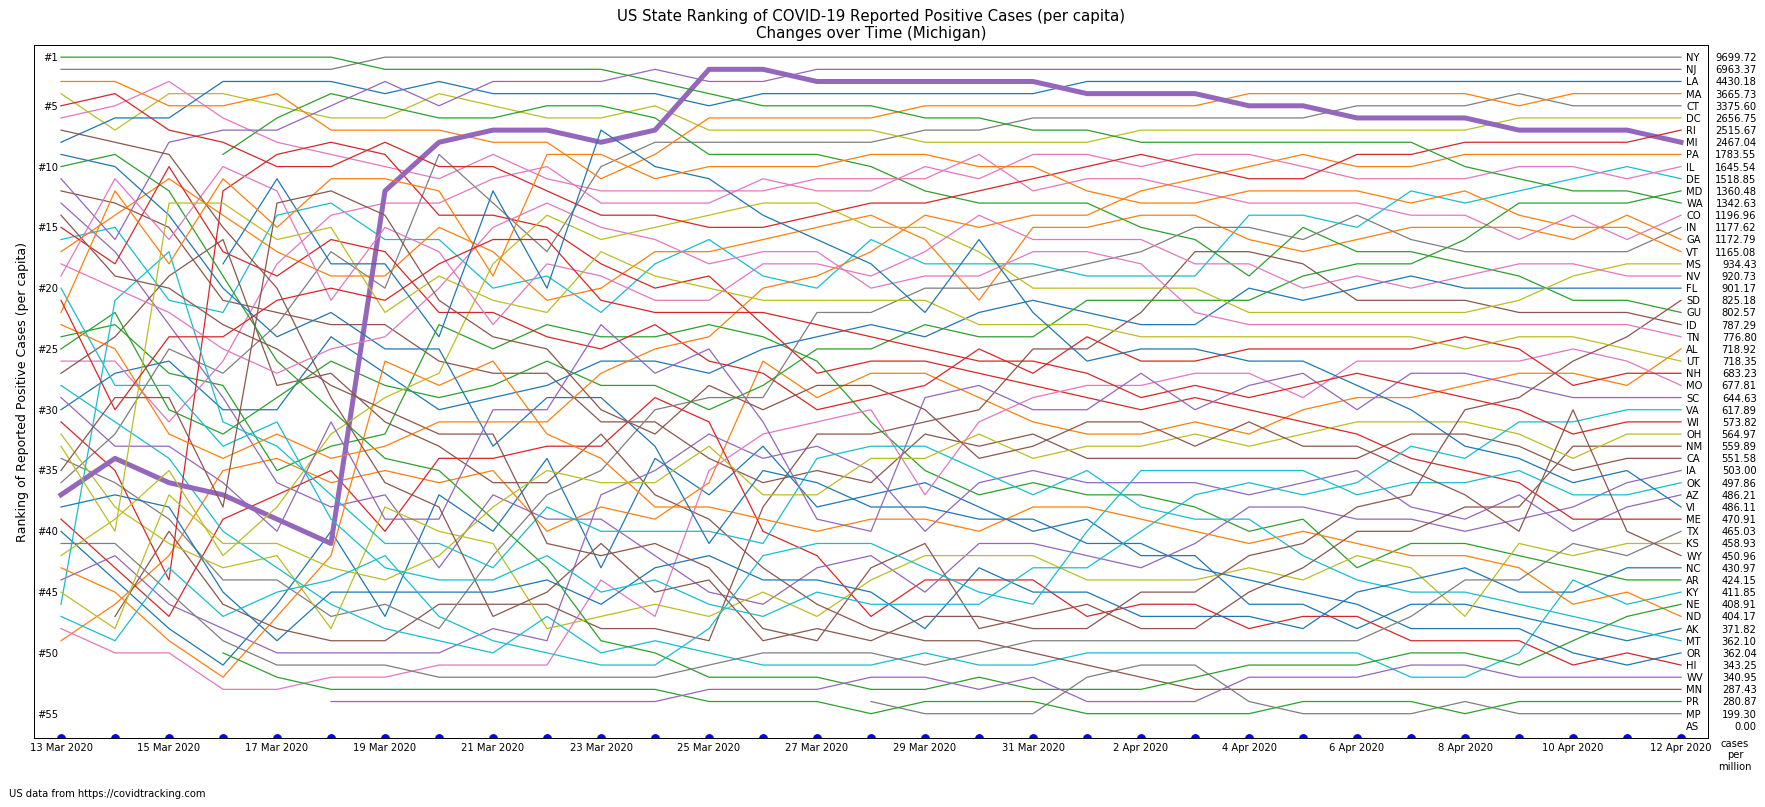 US State Ranking of COVID-19 Reported Positive Cases (per capita)
Changes over Time (Michigan)
Ranking of Reported Positive Cases (per capita)
#1
#5
#10
#15
#20
#25
#30
#35
#40
#45
#50
#55
NY 9699.72
NJ 6963.37
LA 4430.18
MA 3665.73
CT 3375.60
DC 2656.75
RI 2515.67
MI 2467.04
PA 1783.55
IL 1645.54
DE 1518.85
MD 1360.48
WA 1342.63
CO 1196.96
IN 1177.62
GA 1172.79
VT 1165.08
MS 934.43
NV 920.73
FL 901.17
SD 825.18
GU 802.57
ID 787.29
TN 776.80
AL 718.92
UT 718.35
NH 683.23
MO 677.81
SC 644.63
VA 617.89
WI 573.82
OH 564.97
NM 559.89
CA 551.58
IA 503.00
OK 497.86
AZ 486.21
VI 486.11
ME 470.91
TX 465.03
KS 458.93
WY 450.96
NC 430.97
AR 424.15
KY 411.85
NE 408.91
ND 404.17
AK 371.82
MT 362.10
OR 362.04
HI 343.25
WV 340.95
MN 287.43
PR 280.87
MP 199.30
AS 0.00
13 Mar 2020 15 Mar 2020 17 Mar 2020 19 Mar 2020 21 Mar 2020 23 Mar 2020 25 Mar 2020 27 Mar 2020 29 Mar 2020 31 Mar 2020 2 Apr 2020 4 Apr 2020 6 Apr 2020 8 Apr 2020 10 Apr 2020 12 Apr 2020
cases
per
million
US data from https://covidtracking.com